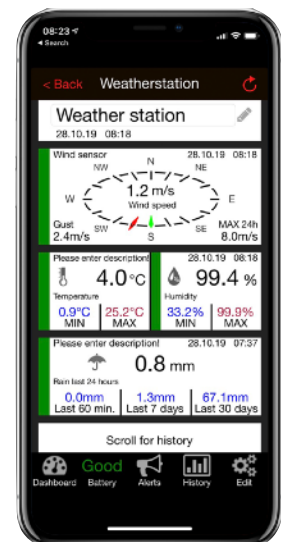 08:23
Search
< Back Weatherstation
Weather station
28.10.19 08:18
Wind sensor 28.10.19 08:18
NW N NE
W 1.2 m/s E
Wind speed
Gust SW S SE MAX 24h
2.4m/s 8.0m/s
Please enter description! 28.10.19 08:18
4.0°C 99.4 %
Temperature Humidity
0.9°C 25.2°C 33.2% 99.9%
MIN MAX MIN MAX
Please enter description! 28.10.19 07:37
0.8 mm
Rain last 24 hours
0.0mm 1.3mm 67.1mm
Last 60 min. Last 7 days Last 30 days
Scroll for history
Good
Dashboard Battery Alerts History Edit